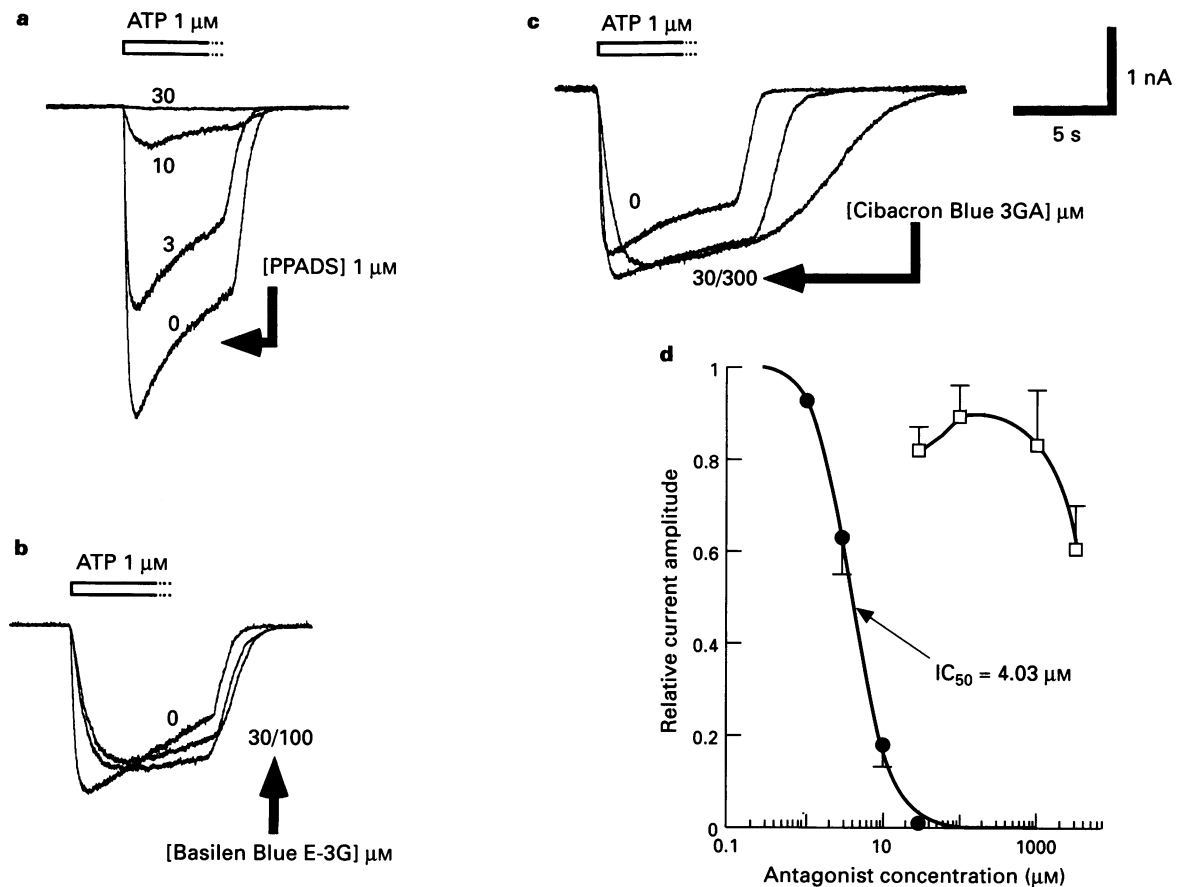 a
ATP 1 μM
30
10
3
0
[PPADS] 1 μM
b
ATP 1 μM
0
30/100
[Basilen Blue E-3G] μM
c
ATP 1 μM
0
[Cibacron Blue 3GA] μM
30/300
1 nA
5 s
d
1
0.8
0.6
0.4
0.2
0
Relative current amplitude
IC50 = 4.03 μM
0.1
10
1000
Antagonist concentration (μM)